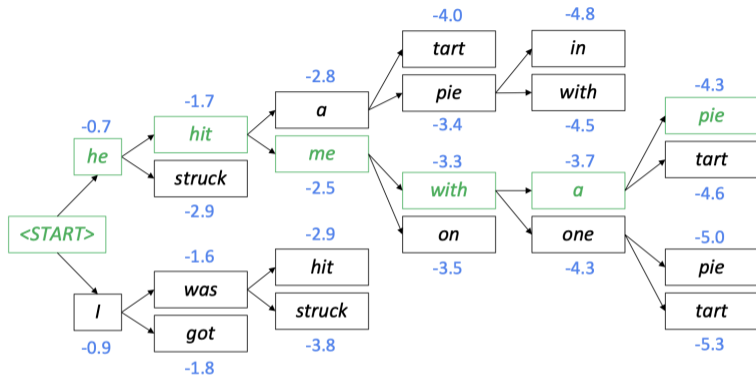 -4.0
-4.8
tart
in
-2.8
-1.7
a
pie
with
-4.3
-0.7
pie
hit
-3.4
-4.5
he
me
-3.3
-3.7
tart
struck
-2.5
with
a
-4.6
-2.9
<START>
-2.9
on
one
-5.0
-1.6
hit
-3.5
-4.3
pie
was
I
struck
tart
got
-0.9
-3.8
-5.3
-1.8